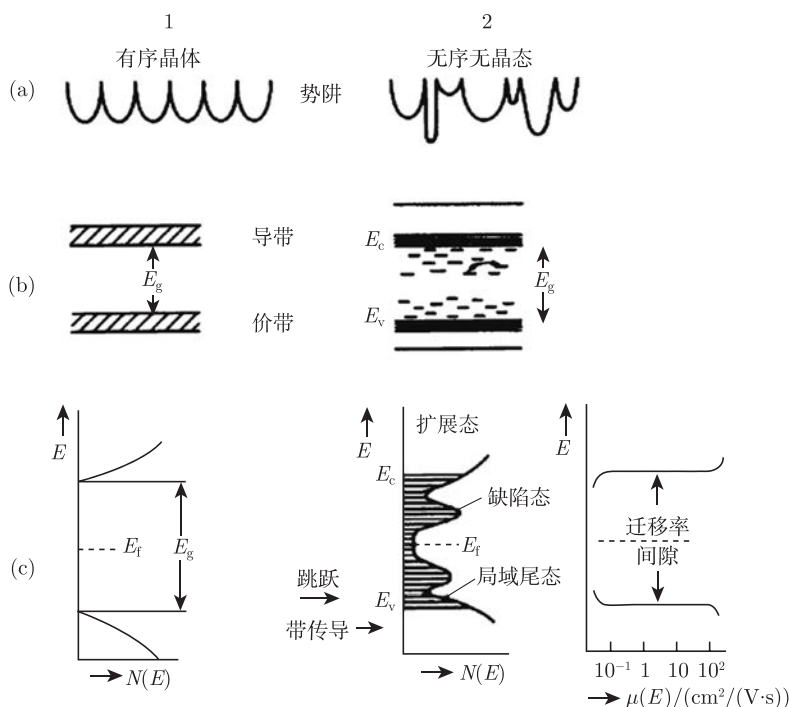 1
2
有序晶体
无序无晶态
(a)
势阱
(b)
导带
价带
E_g
E_c
E_v
E_g
(c)
E
E_f
E_g
N(E)
跳跃
带传导
E
扩展态
E_c
缺陷态
E_f
局域尾态
E_v
N(E)
E
迁移率
间隙
10⁻¹ 1 10 10²
μ(E)/(cm²/(V·s))